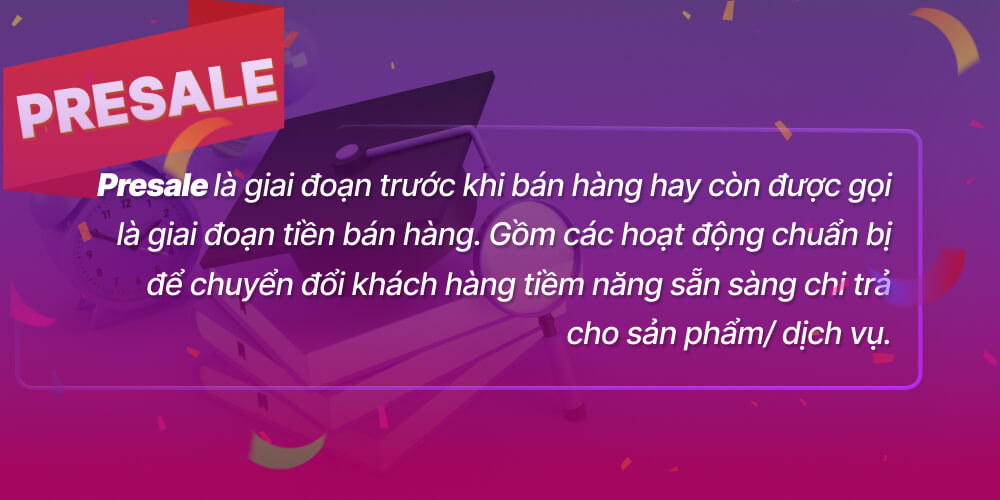 PRESALE
Presale là giai đoạn trước khi bán hàng hay còn được gọi
là giai đoạn tiền bán hàng. Gồm các hoạt động chuẩn bị
để chuyển đổi khách hàng tiềm năng sẵn sàng chi trả
cho sản phẩm/ dịch vụ.